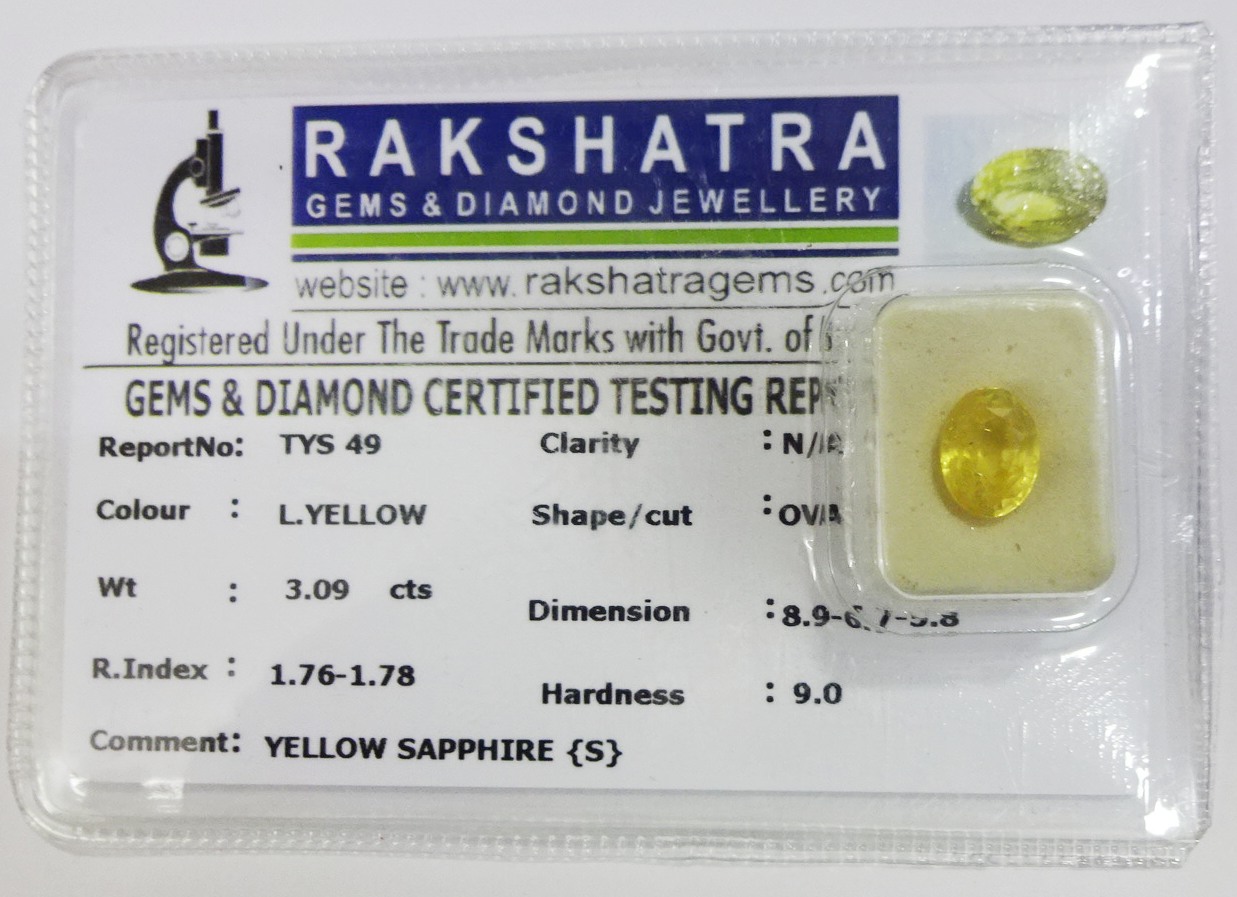 RAKSHATRA
GEMS & DIAMOND JEWELLERY
website : www. rakshatragems .com
Registered Under The Trade Marks with Govt. of
GEMS & DIAMOND CERTIFIED TESTING
ReportNo: TYS 49 Clarity : N/A
Colour : L.YELLOW Shape/cut :
Wt : 3.09 cts Dimension :
R.Index : 1.76-1.78 Hardness : 9.0
Comment: YELLOW SAPPHIRE {S}